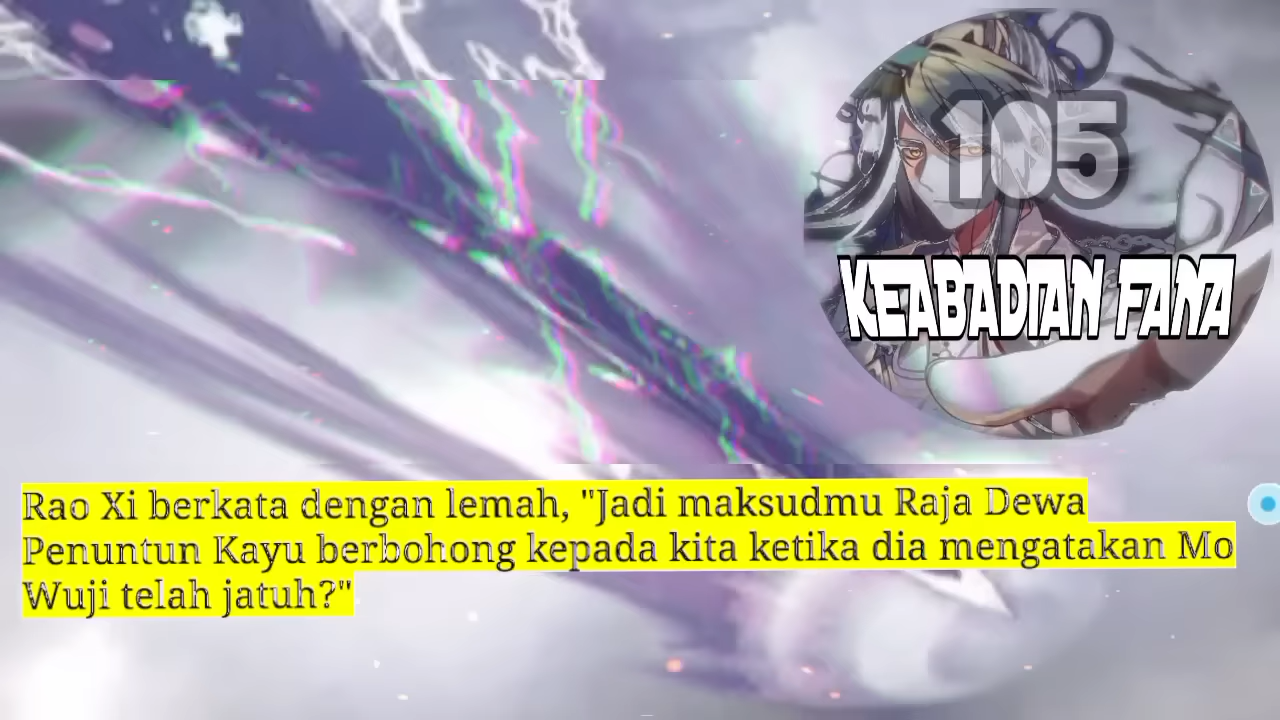 105
KEABADIAN FANA
Rao Xi berkata dengan lemah, "Jadi maksudmu Raja Dewa
Penuntun Kayu berbohong kepada kita ketika dia mengatakan Mo
Wuji telah jatuh?"